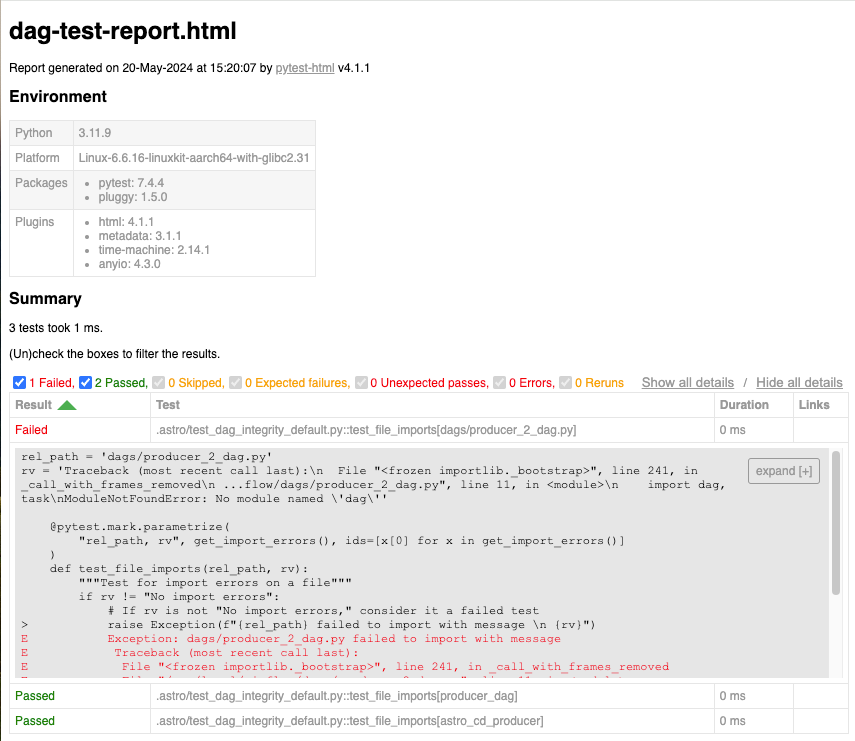 dag-test-report.html
Report generated on 20-May-2024 at 15:20:07 by pytest-html v4.1.1
Environment
Python 3.11.9
Platform Linux-6.6.16-linuxkit-aarch64-with-glibc2.31
Packages
• pytest: 7.4.4
• pluggy: 1.5.0
Plugins
• html: 4.1.1
• metadata: 3.1.1
• time-machine: 2.14.1
• anyio: 4.3.0
Summary
3 tests took 1 ms.
(Un)check the boxes to filter the results.
1 Failed, 2 Passed, 0 Skipped, 0 Expected failures, 0 Unexpected passes, 0 Errors, 0 Reruns Show all details / Hide all details
Result Test Duration Links
Failed .astro/test_dag_integrity_default.py::test_file_imports[dags/producer_2_dag.py] 0 ms
rel_path = 'dags/producer_2_dag.py'
rv = 'Traceback (most recent call last):\n  File "<frozen importlib._bootstrap>", line 241, in
expand [+]
_call_with_frames_removed\n ...flow/dags/producer_2_dag.py", line 11, in <module>\n    import dag,
task\nModuleNotFoundError: No module named \'dag\''
    @pytest.mark.parametrize(
        "rel_path, rv", get_import_errors(), ids=[x[0] for x in get_import_errors()]
    )
    def test_file_imports(rel_path, rv):
        """Test for import errors on a file"""
        if rv != "No import errors":
            # If rv is not "No import errors," consider it a failed test
>           raise Exception(f"{rel_path} failed to import with message \n {rv}")
E           Exception: dags/producer_2_dag.py failed to import with message
E            Traceback (most recent call last):
E             File "<frozen importlib._bootstrap>", line 241, in _call_with_frames_removed
Passed .astro/test_dag_integrity_default.py::test_file_imports[producer_dag] 0 ms
Passed .astro/test_dag_integrity_default.py::test_file_imports[astro_cd_producer] 0 ms